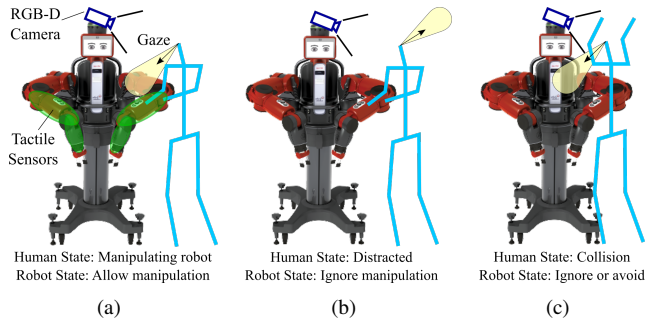 RGB-D
Camera
Gaze
Tactile
Sensors
Human State: Manipulating robot
Robot State: Allow manipulation
(a)
Human State: Distracted
Robot State: Ignore manipulation
(b)
Human State: Collision
Robot State: Ignore or avoid
(c)